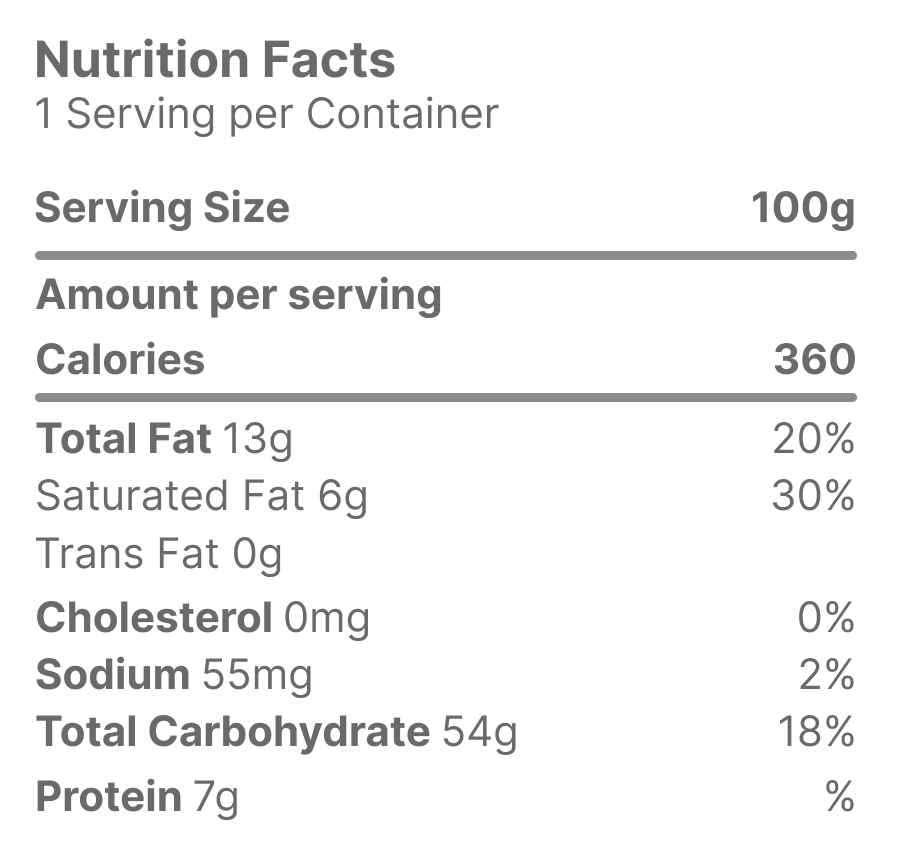 Nutrition Facts
1 Serving per Container
Serving Size 100g
Amount per serving
Calories 360
Total Fat 13g 20%
Saturated Fat 6g 30%
Trans Fat 0g
Cholesterol 0mg 0%
Sodium 55mg 2%
Total Carbohydrate 54g 18%
Protein 7g %